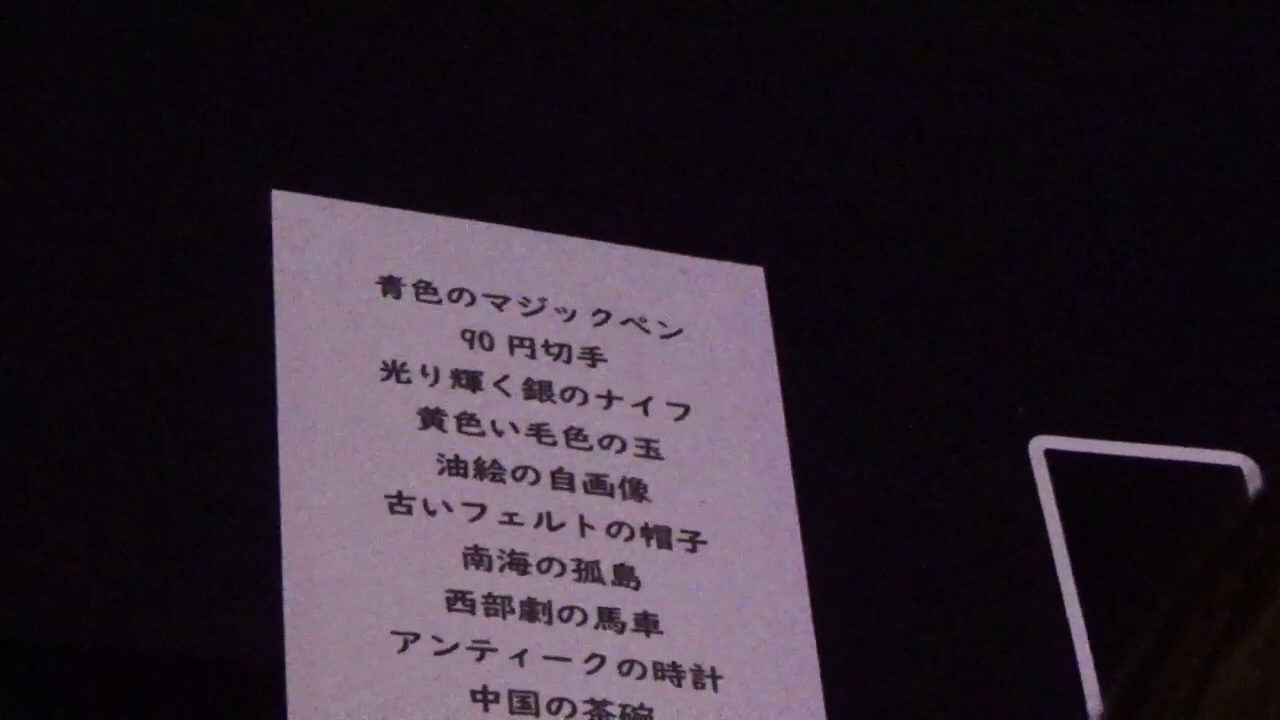 青色のマジックペン
90円切手
光り輝く銀のナイフ
黄色い毛色の玉
油絵の自画像
古いフェルトの帽子
南海の孤島
西部劇の馬車
アンティークの時計
中国の茶碗